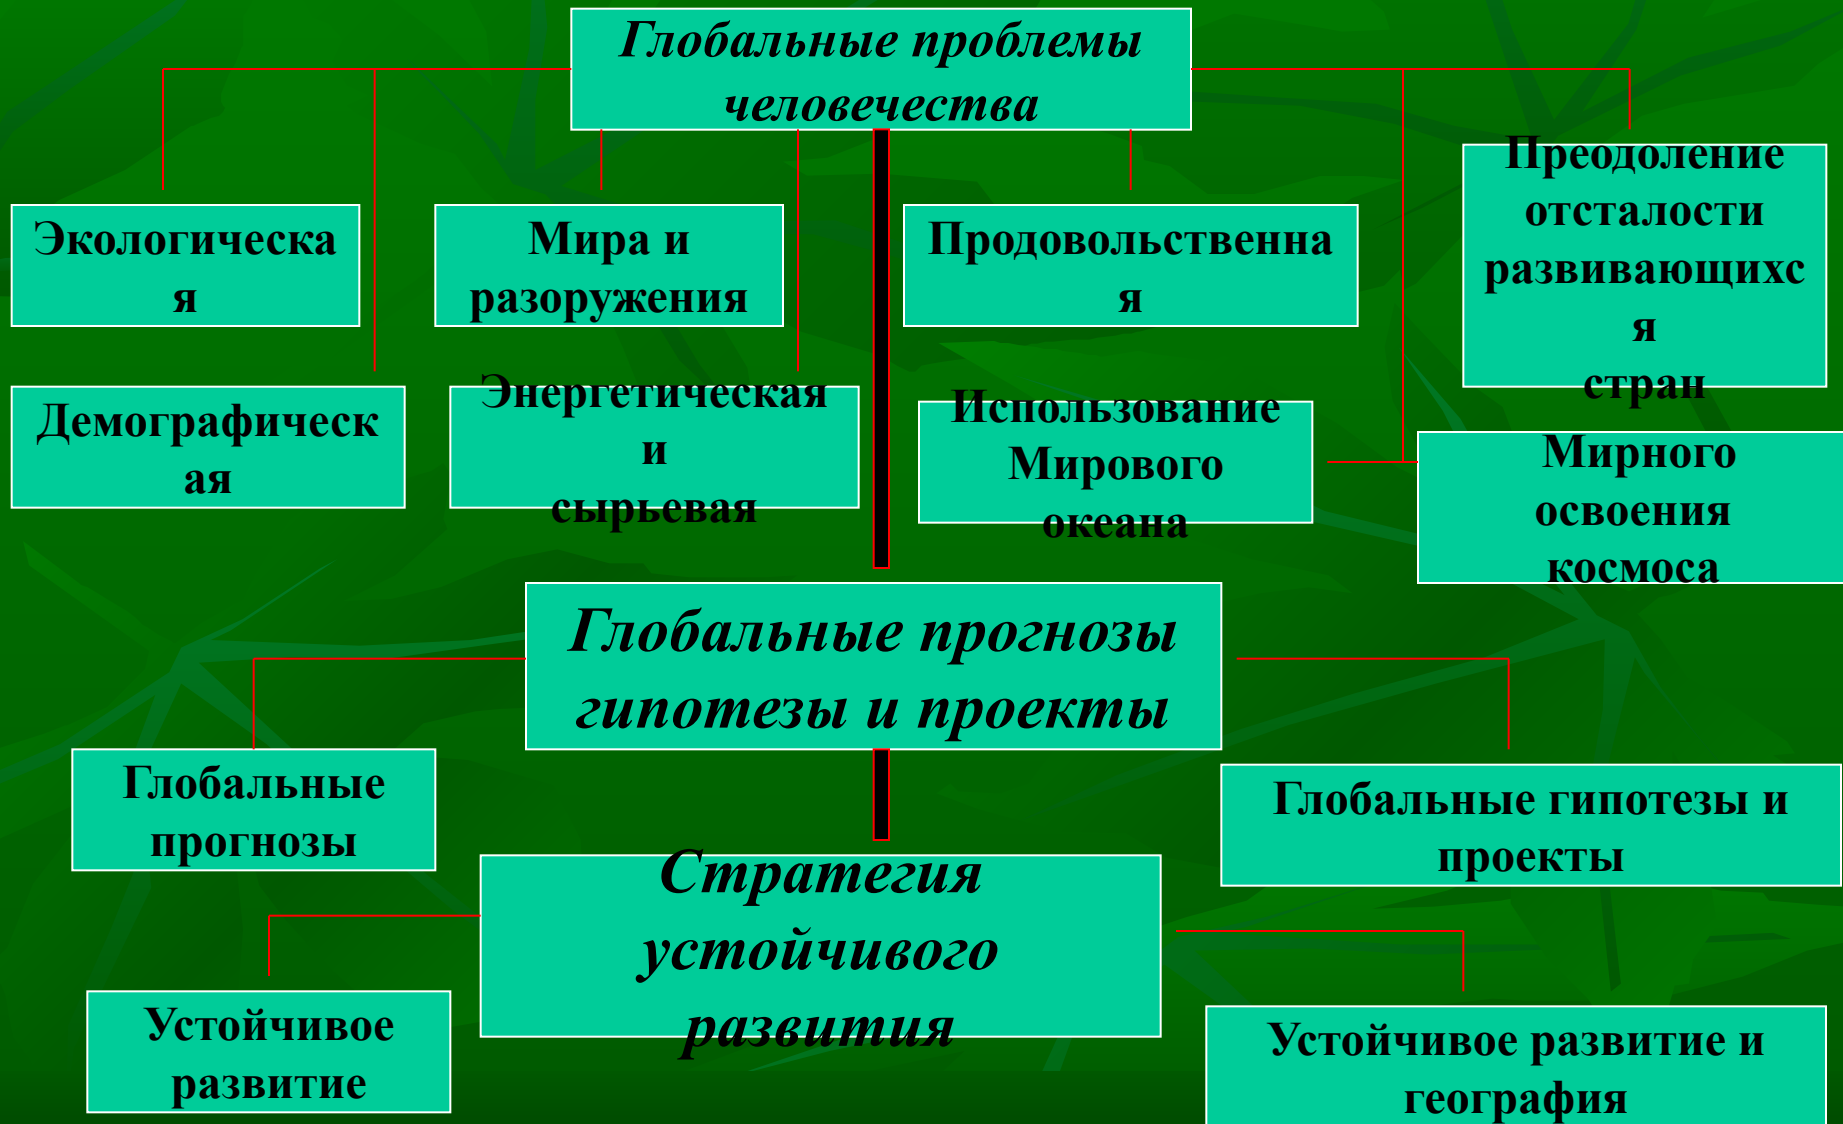 Глобальные проблемы
человечества
Экологическа
я
Мира и
разоружения
Продовольственна
я
Преодоление
отсталости
развивающихс
я
стран
Демографическ
ая
Энергетическая
и
сырьевая
Использование
Мирового
океана
Мирного
освоения
космоса
Глобальные прогнозы
гипотезы и проекты
Глобальные
прогнозы
Глобальные гипотезы и
проекты
Стратегия
устойчивого
развития
Устойчивое
развитие
Устойчивое развитие и
география